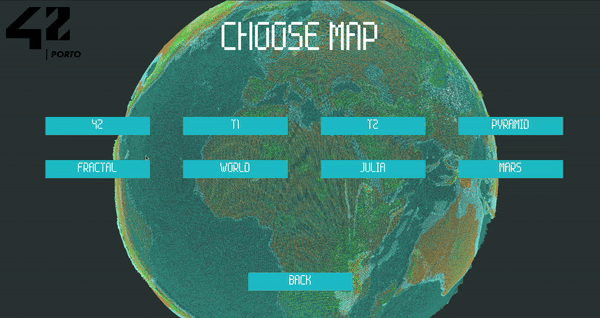 42
PORTO
CHOOSE MAP
42
T1
T2
PYRAMID
FRACTAL
WORLD
JULIA
MARS
BACK